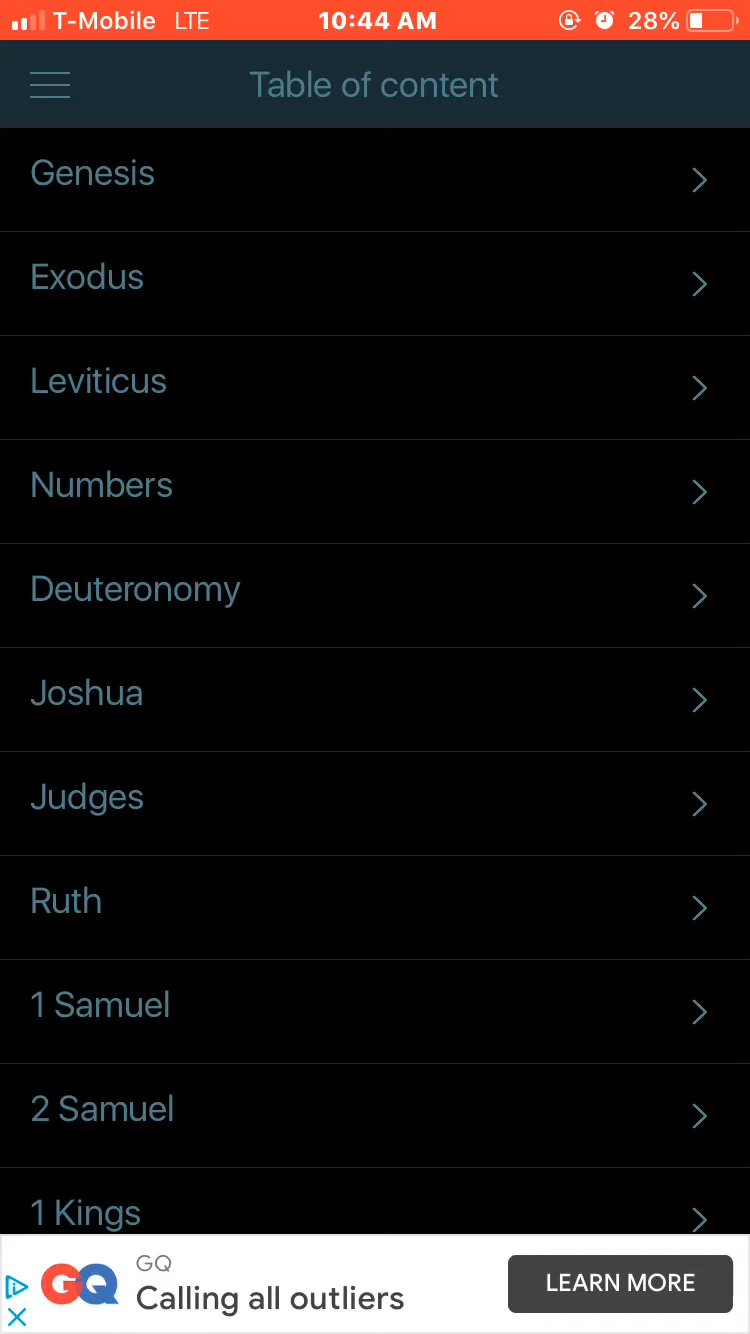 T-Mobile LTE 10:44 AM 28%
Table of content
Genesis
Exodus
Leviticus
Numbers
Deuteronomy
Joshua
Judges
Ruth
1 Samuel
2 Samuel
1 Kings
GQ
GQ
Calling all outliers
LEARN MORE